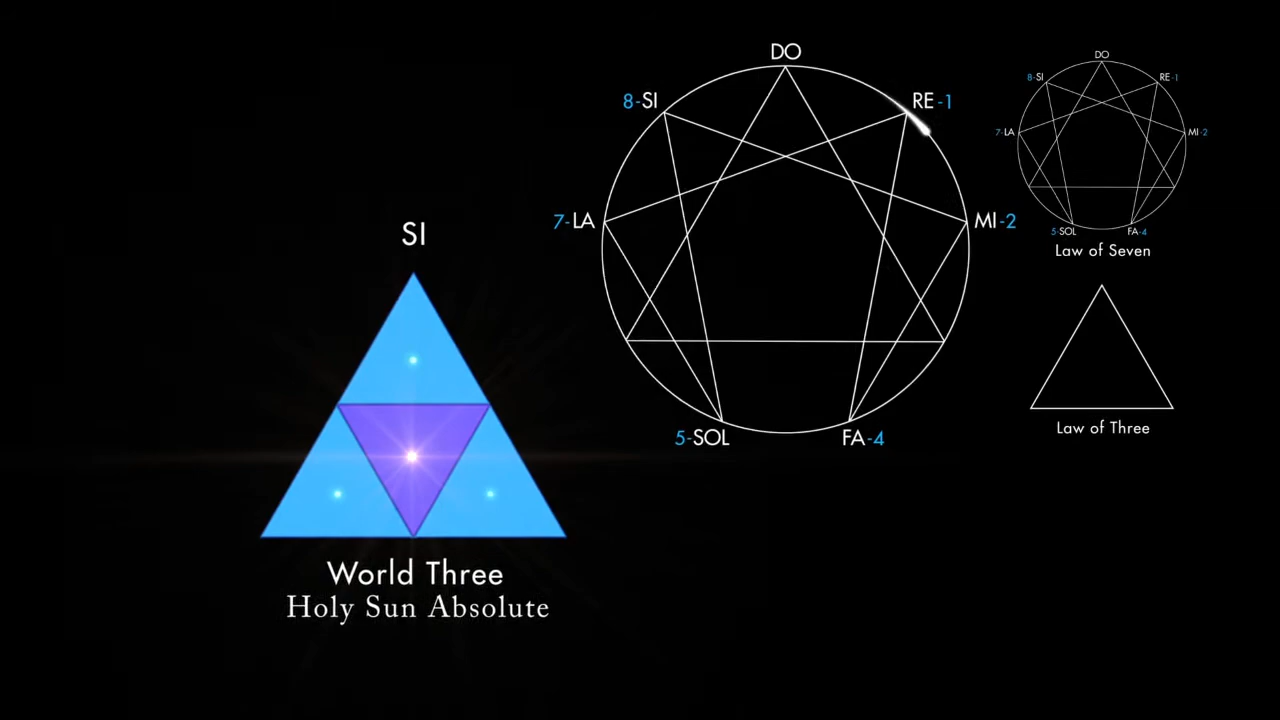 DO
8-SI
RE-1
7-LA
MI-2
5-SOL
FA-4
DO
8-SI
RE-1
7-LA
MI-2
5-SOL
FA-4
Law of Seven
Law of Three
SI
World Three
Holy Sun Absolute